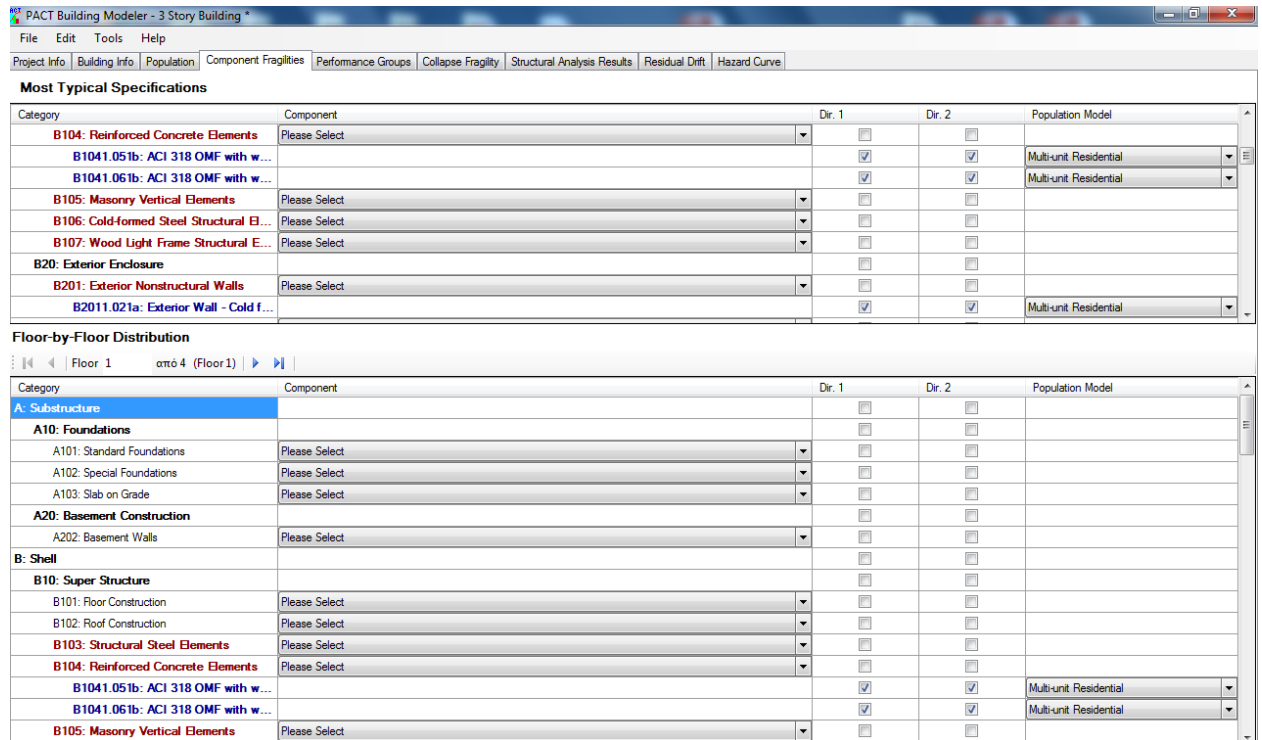 PACT Building Modeler - 3 Story Building *
File Edit Tools Help
Project Info Building Info Population Component Fragilities Performance Groups Collapse Fragility Structural Analysis Results Residual Drift Hazard Curve
Most Typical Specifications
Category Component Dir. 1 Dir. 2 Population Model
B104: Reinforced Concrete Elements Please Select
B1041.051b: ACI 318 OMF with w... Multi-unit Residential
B1041.061b: ACI 318 OMF with w... Multi-unit Residential
B105: Masonry Vertical Elements Please Select
B106: Cold-formed Steel Structural El... Please Select
B107: Wood Light Frame Structural E... Please Select
B20: Exterior Enclosure
B201: Exterior Nonstructural Walls Please Select
B2011.021a: Exterior Wall - Cold f... Multi-unit Residential
Floor-by-Floor Distribution
Floor 1 από 4 (Floor 1)
Category Component Dir. 1 Dir. 2 Population Model
A: Substructure
A10: Foundations
A101: Standard Foundations Please Select
A102: Special Foundations Please Select
A103: Slab on Grade Please Select
A20: Basement Construction
A202: Basement Walls Please Select
B: Shell
B10: Super Structure
B101: Floor Construction Please Select
B102: Roof Construction Please Select
B103: Structural Steel Elements Please Select
B104: Reinforced Concrete Elements Please Select
B1041.051b: ACI 318 OMF with w... Multi-unit Residential
B1041.061b: ACI 318 OMF with w... Multi-unit Residential
B105: Masonry Vertical Elements Please Select